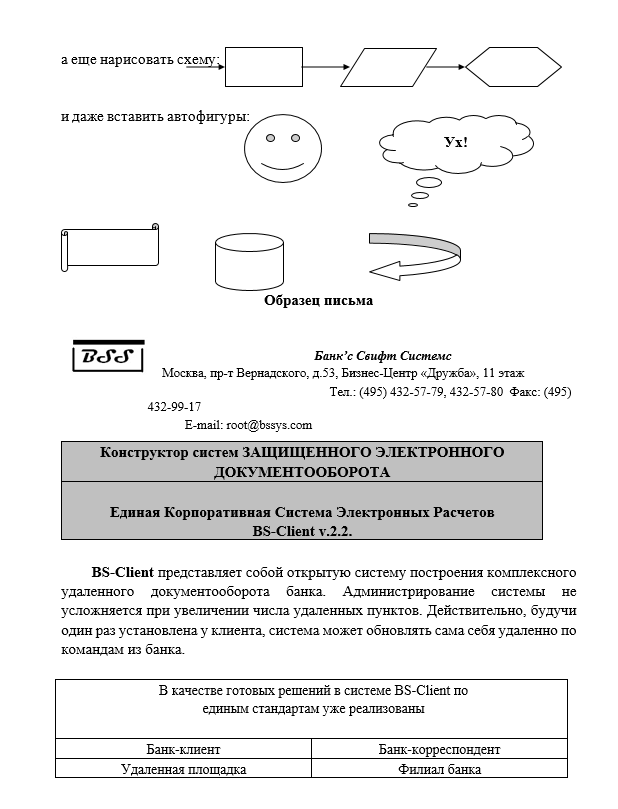 а еще нарисовать схему:
и даже вставить автофигуры:
Ух!
Образец письма
BSS
Банк’с Свифт Системс
Москва, пр-т Вернадского, д.53, Бизнес-Центр «Дружба», 11 этаж
Тел.: (495) 432-57-79, 432-57-80 Факс: (495)
432-99-17
E-mail: root@bssys.com
Конструктор систем ЗАЩИЩЕННОГО ЭЛЕКТРОННОГО
ДОКУМЕНТООБОРОТА
Единая Корпоративная Система Электронных Расчетов
BS-Client v.2.2.
BS-Client представляет собой открытую систему построения комплексного
удаленного документооборота банка. Администрирование системы не
усложняется при увеличении числа удаленных пунктов. Действительно, будучи
один раз установлена у клиента, система может обновлять сама себя удаленно по
командам из банка.
В качестве готовых решений в системе BS-Client по
единым стандартам уже реализованы
Банк-клиент Банк-корреспондент
Удаленная площадка Филиал банка